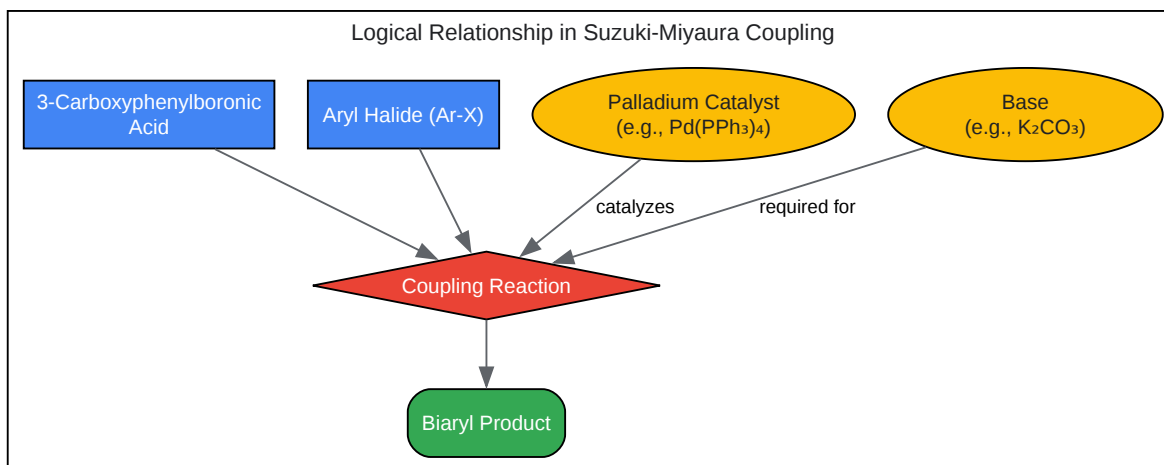 Logical Relationship in Suzuki-Miyaura Coupling
3-Carboxyphenylboronic
Acid
Aryl Halide (Ar-X)
Palladium Catalyst
(e.g., Pd(PPh₃)₄)
Base
(e.g., K₂CO₃)
catalyzes
required for
Coupling Reaction
Biaryl Product